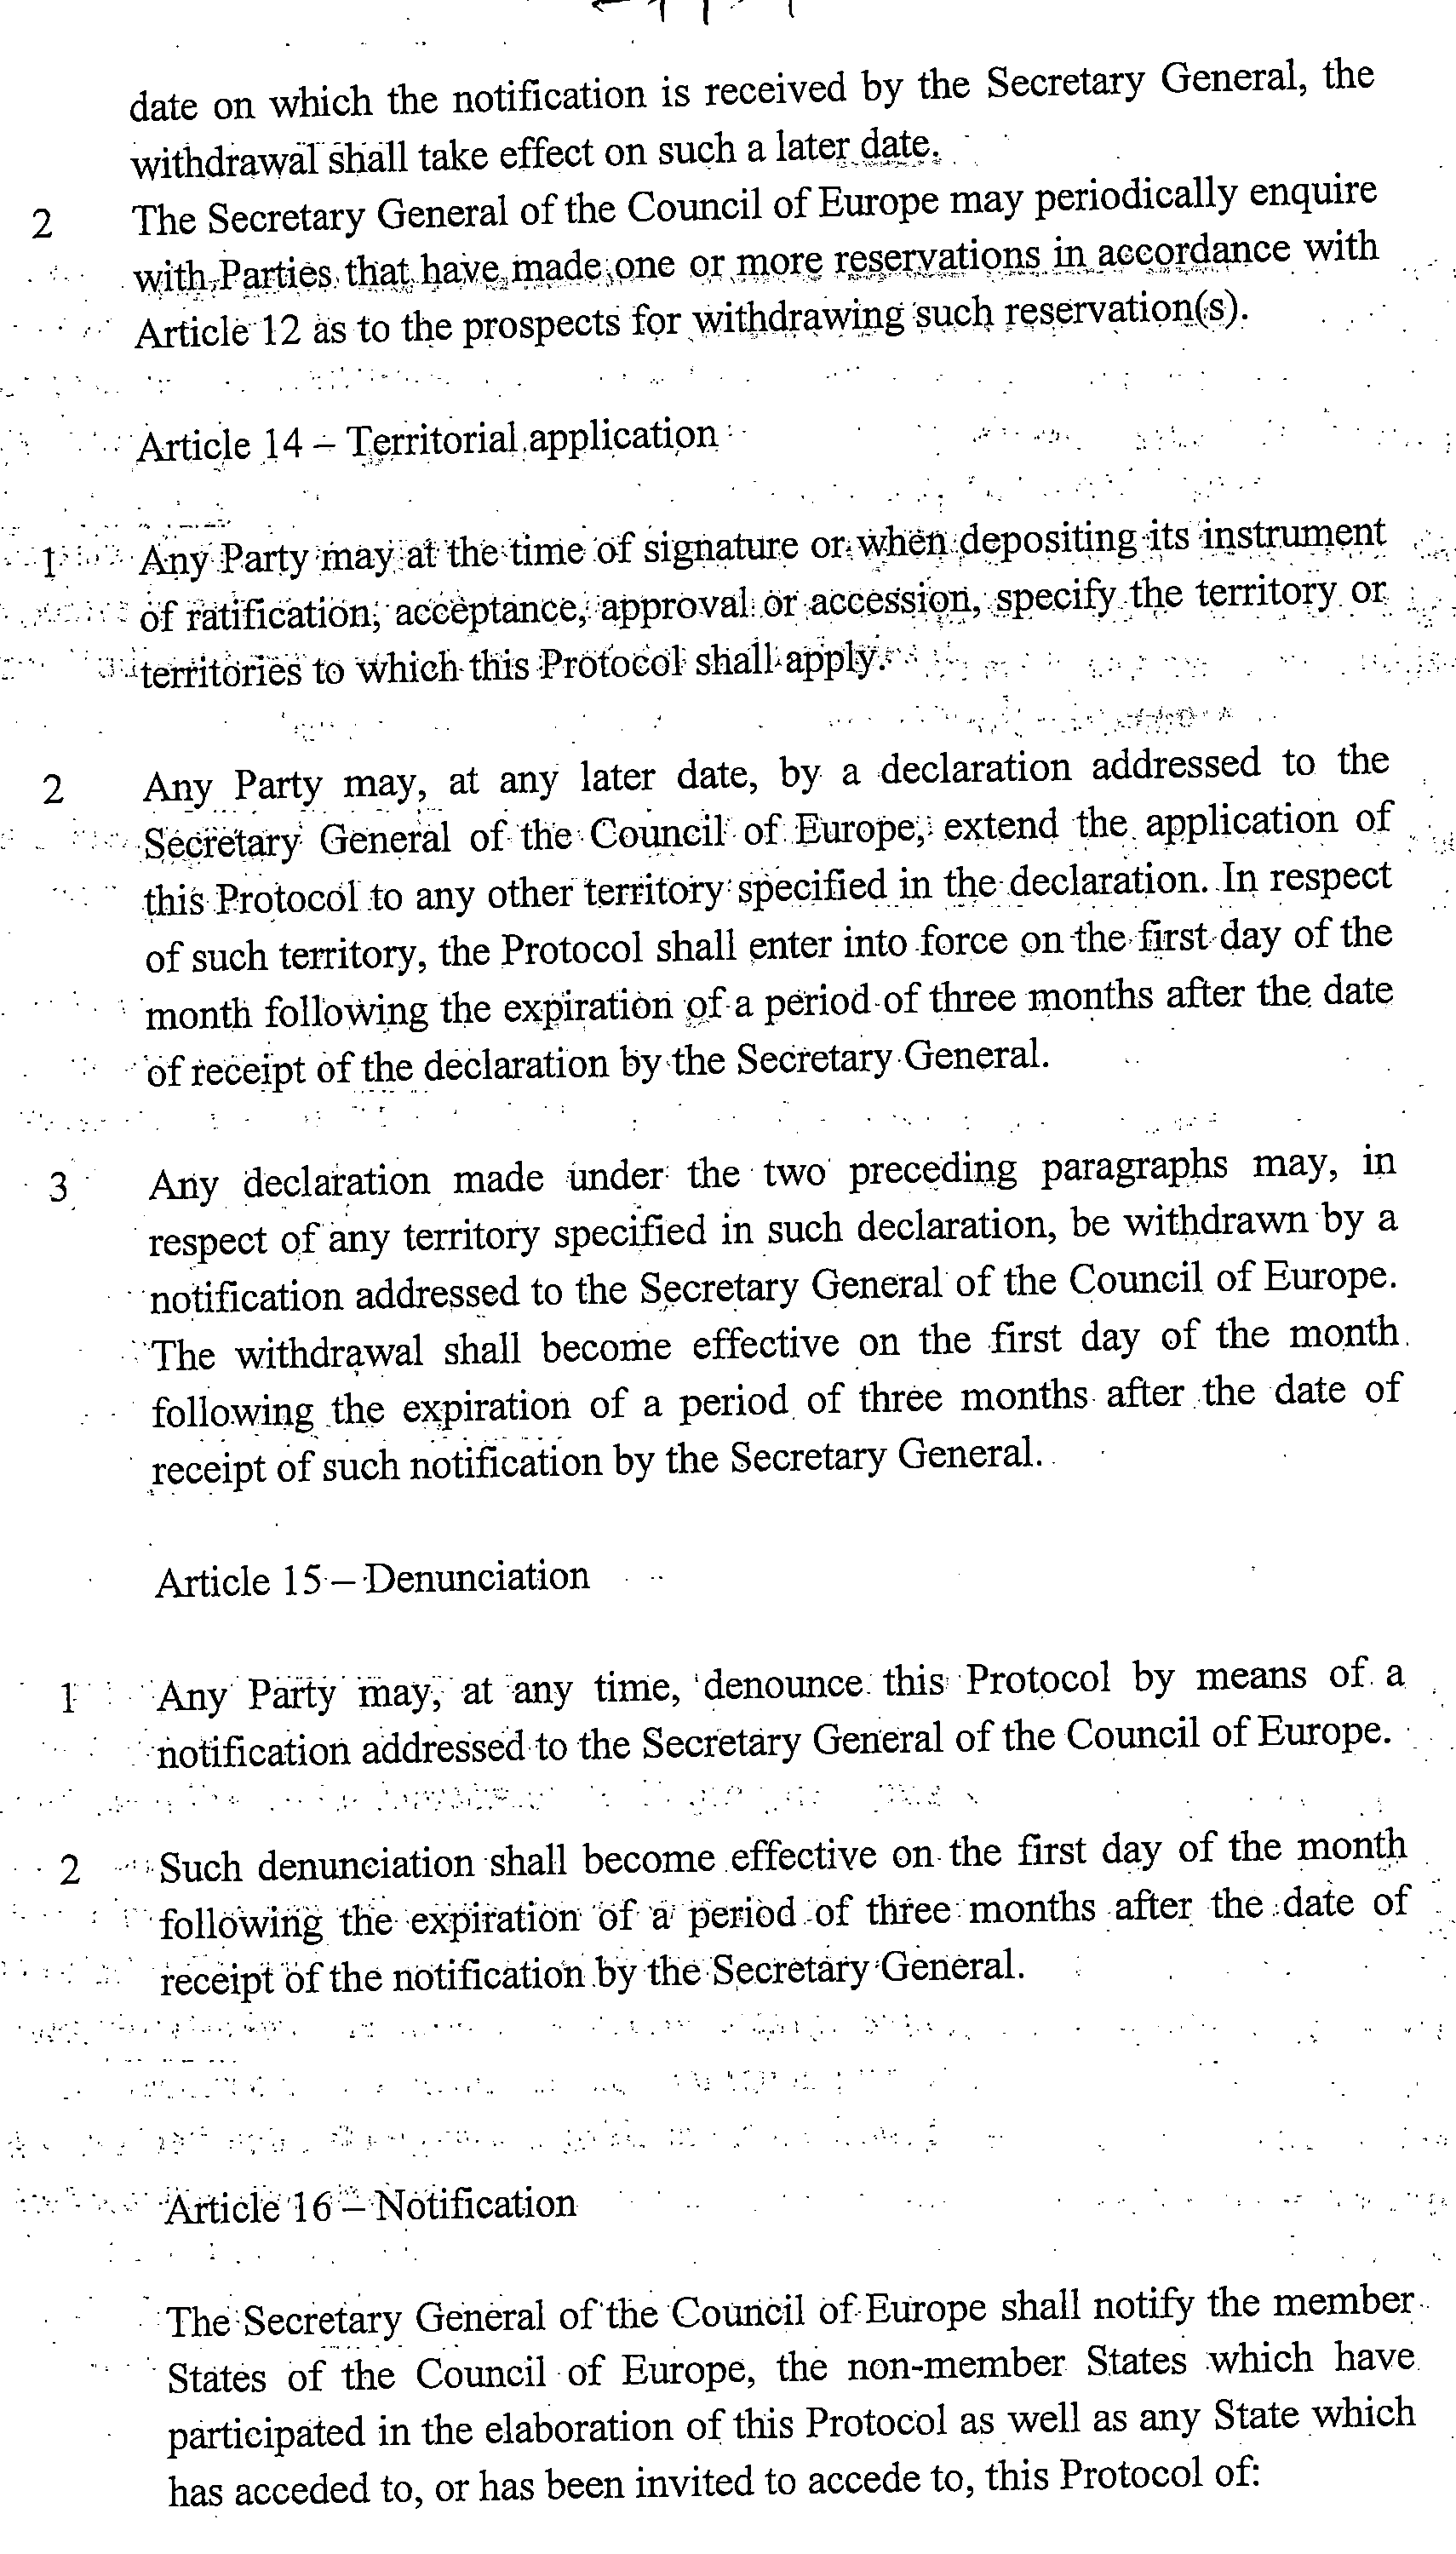 date on which the notification is received by the Secretary General, the
withdrawal shall take effect on such a later date.
2 The Secretary General of the Council of Europe may periodically enquire
with Parties that have made one or more reservations in accordance with
Article 12 as to the prospects for withdrawing such reservation(s).
Article 14 – Territorial application
1 Any Party may at the time of signature or when depositing its instrument
of ratification, acceptance, approval or accession, specify the territory or
territories to which this Protocol shall apply.
2 Any Party may, at any later date, by a declaration addressed to the
Secretary General of the Council of Europe, extend the application of
this Protocol to any other territory specified in the declaration. In respect
of such territory, the Protocol shall enter into force on the first day of the
month following the expiration of a period of three months after the date
of receipt of the declaration by the Secretary General.
3 Any declaration made under the two preceding paragraphs may, in
respect of any territory specified in such declaration, be withdrawn by a
notification addressed to the Secretary General of the Council of Europe.
The withdrawal shall become effective on the first day of the month
following the expiration of a period of three months after the date of
receipt of such notification by the Secretary General.
Article 15 – Denunciation
1 Any Party may, at any time, denounce this Protocol by means of a
notification addressed to the Secretary General of the Council of Europe.
2 Such denunciation shall become effective on the first day of the month
following the expiration of a period of three months after the date of
receipt of the notification by the Secretary General.
Article 16 – Notification
The Secretary General of the Council of Europe shall notify the member
States of the Council of Europe, the non-member States which have
participated in the elaboration of this Protocol as well as any State which
has acceded to, or has been invited to accede to, this Protocol of: